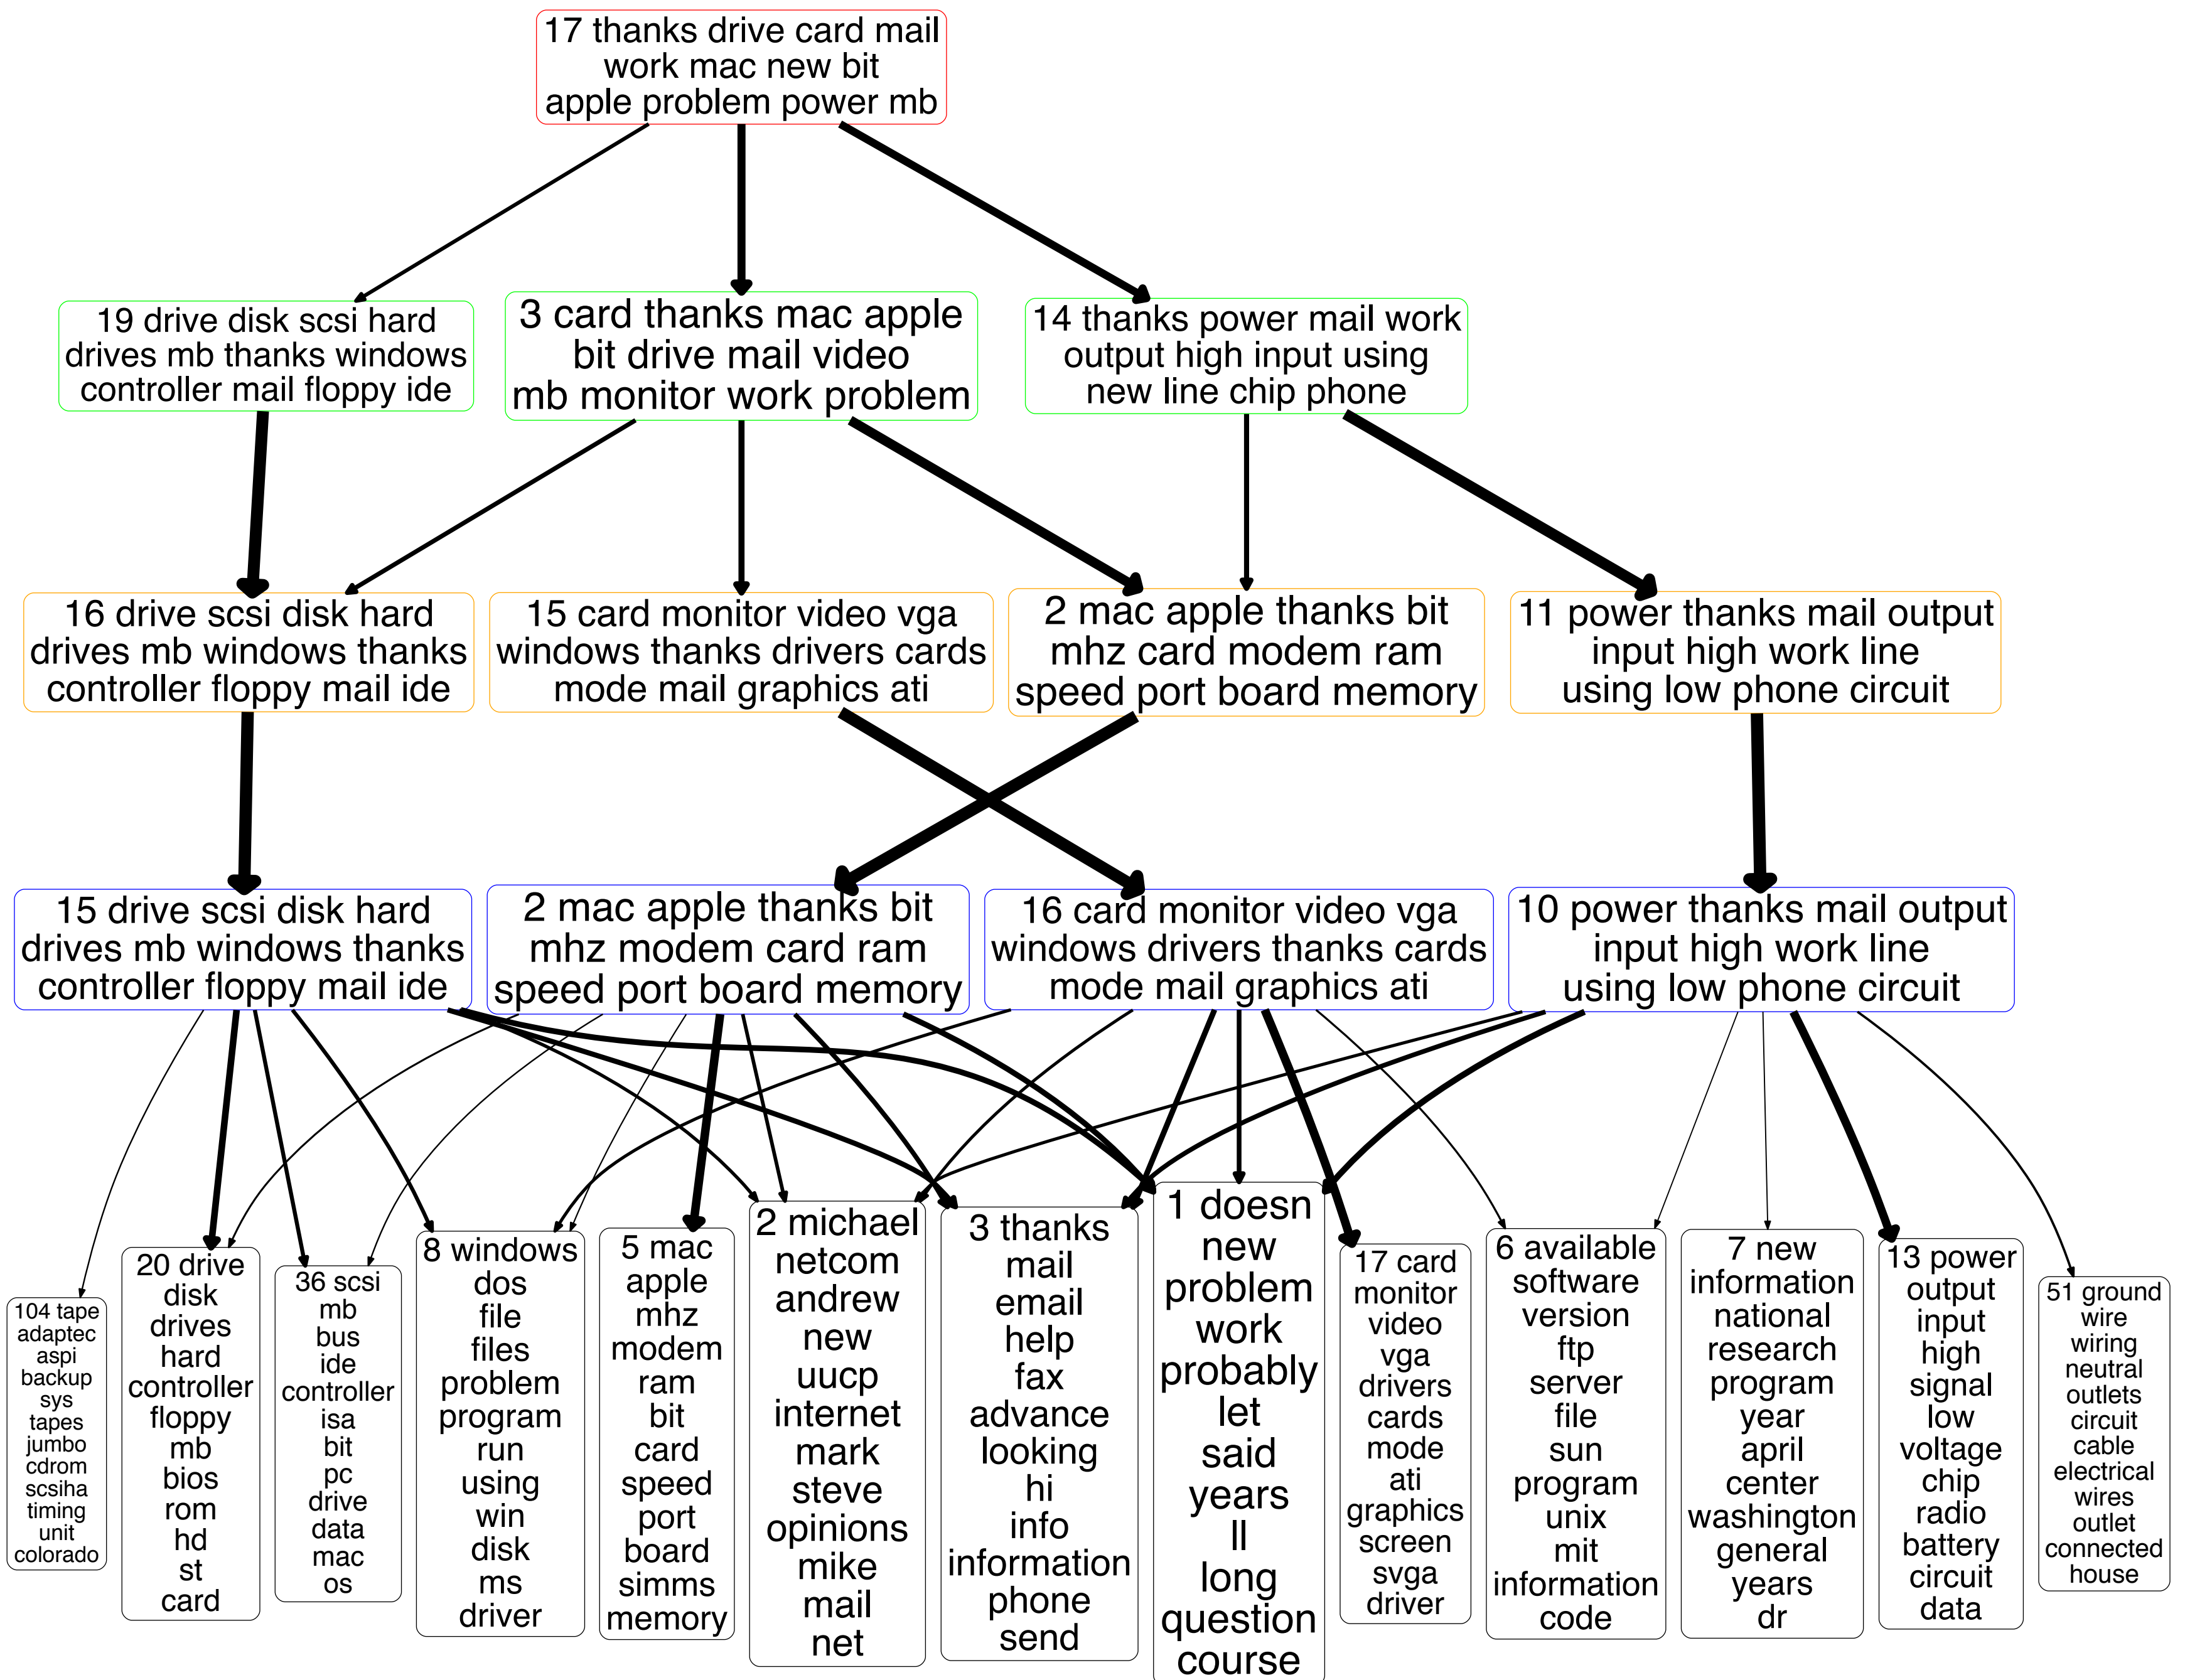 17 thanks drive card mail
work mac new bit
apple problem power mb
19 drive disk scsi hard
drives mb thanks windows
controller mail floppy ide
3 card thanks mac apple
bit drive mail video
mb monitor work problem
14 thanks power mail work
output high input using
new line chip phone
16 drive scsi disk hard
drives mb windows thanks
controller floppy mail ide
15 card monitor video vga
windows thanks drivers cards
mode mail graphics ati
2 mac apple thanks bit
mhz card modem ram
speed port board memory
11 power thanks mail output
input high work line
using low phone circuit
15 drive scsi disk hard
drives mb windows thanks
controller floppy mail ide
2 mac apple thanks bit
mhz modem card ram
speed port board memory
16 card monitor video vga
windows drivers thanks cards
mode mail graphics ati
10 power thanks mail output
input high work line
using low phone circuit
104 tape
adaptec
aspi
backup
sys
tapes
jumbo
cdrom
scsiha
timing
unit
colorado
20 drive
disk
drives
hard
controller
floppy
mb
bios
rom
hd
st
card
36 scsi
mb
bus
ide
controller
isa
bit
pc
drive
data
mac
os
8 windows
dos
file
files
problem
program
run
using
win
disk
ms
driver
5 mac
apple
mhz
modem
ram
bit
card
speed
port
board
simms
memory
2 michael
netcom
andrew
new
uucp
internet
mark
steve
opinions
mike
mail
net
3 thanks
mail
email
help
fax
advance
looking
hi
info
information
phone
send
1 doesn
new
problem
work
probably
let
said
years
ll
long
question
course
17 card
monitor
video
vga
drivers
cards
mode
ati
graphics
screen
svga
driver
6 available
software
version
ftp
server
file
sun
program
unix
mit
information
code
7 new
information
national
research
program
year
april
center
washington
general
years
dr
13 power
output
input
high
signal
low
voltage
chip
radio
battery
circuit
data
51 ground
wire
wiring
neutral
outlets
circuit
cable
electrical
wires
outlet
connected
house